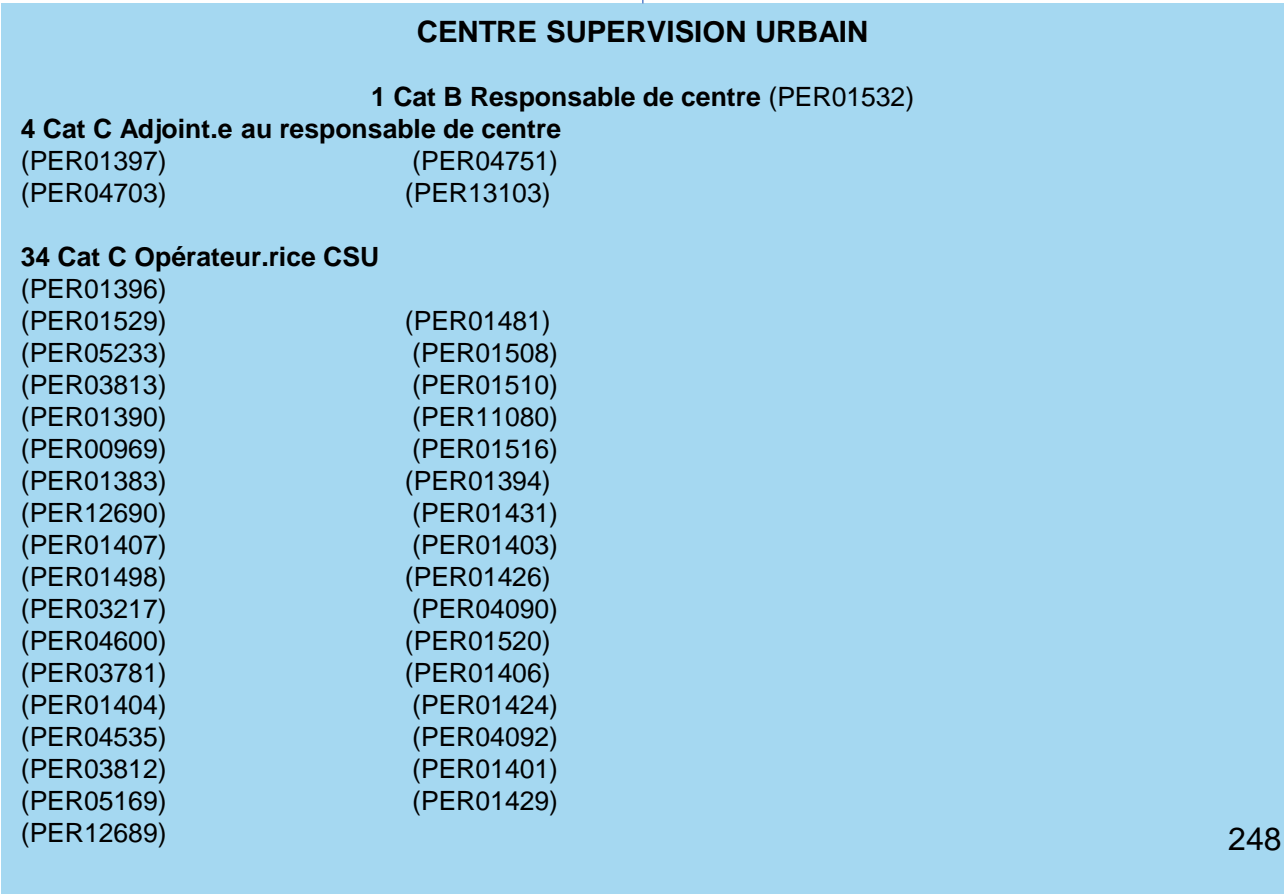 CENTRE SUPERVISION URBAIN
1 Cat B Responsable de centre (PER01532)
4 Cat C Adjoint.e au responsable de centre
(PER01397) (PER04751)
(PER04703) (PER13103)
34 Cat C Opérateur.rice CSU
(PER01396)
(PER01529) (PER01481)
(PER05233) (PER01508)
(PER03813) (PER01510)
(PER01390) (PER11080)
(PER00969) (PER01516)
(PER01383) (PER01394)
(PER12690) (PER01431)
(PER01407) (PER01403)
(PER01498) (PER01426)
(PER03217) (PER04090)
(PER04600) (PER01520)
(PER03781) (PER01406)
(PER01404) (PER01424)
(PER04535) (PER04092)
(PER03812) (PER01401)
(PER05169) (PER01429)
(PER12689)
248